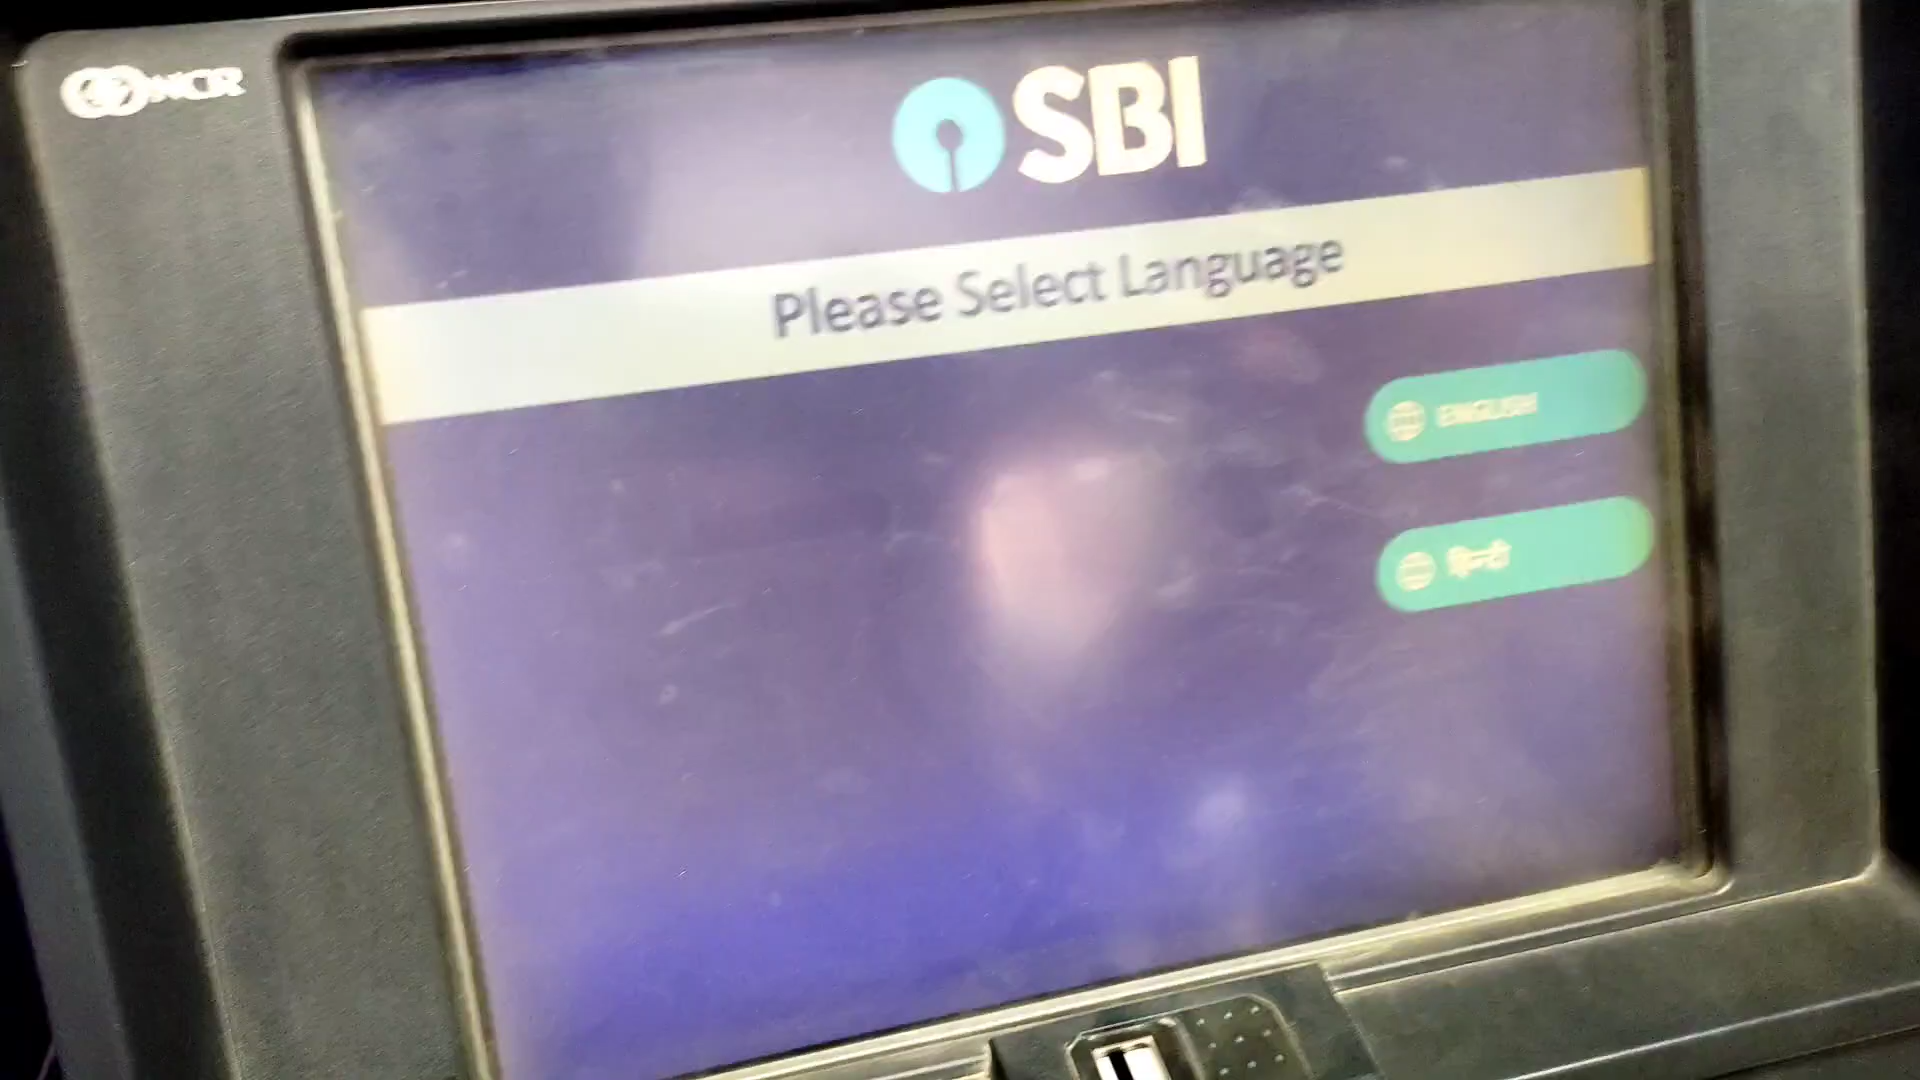 NCR
SBI
Please Select Language
ENGLISH
हिन्दी